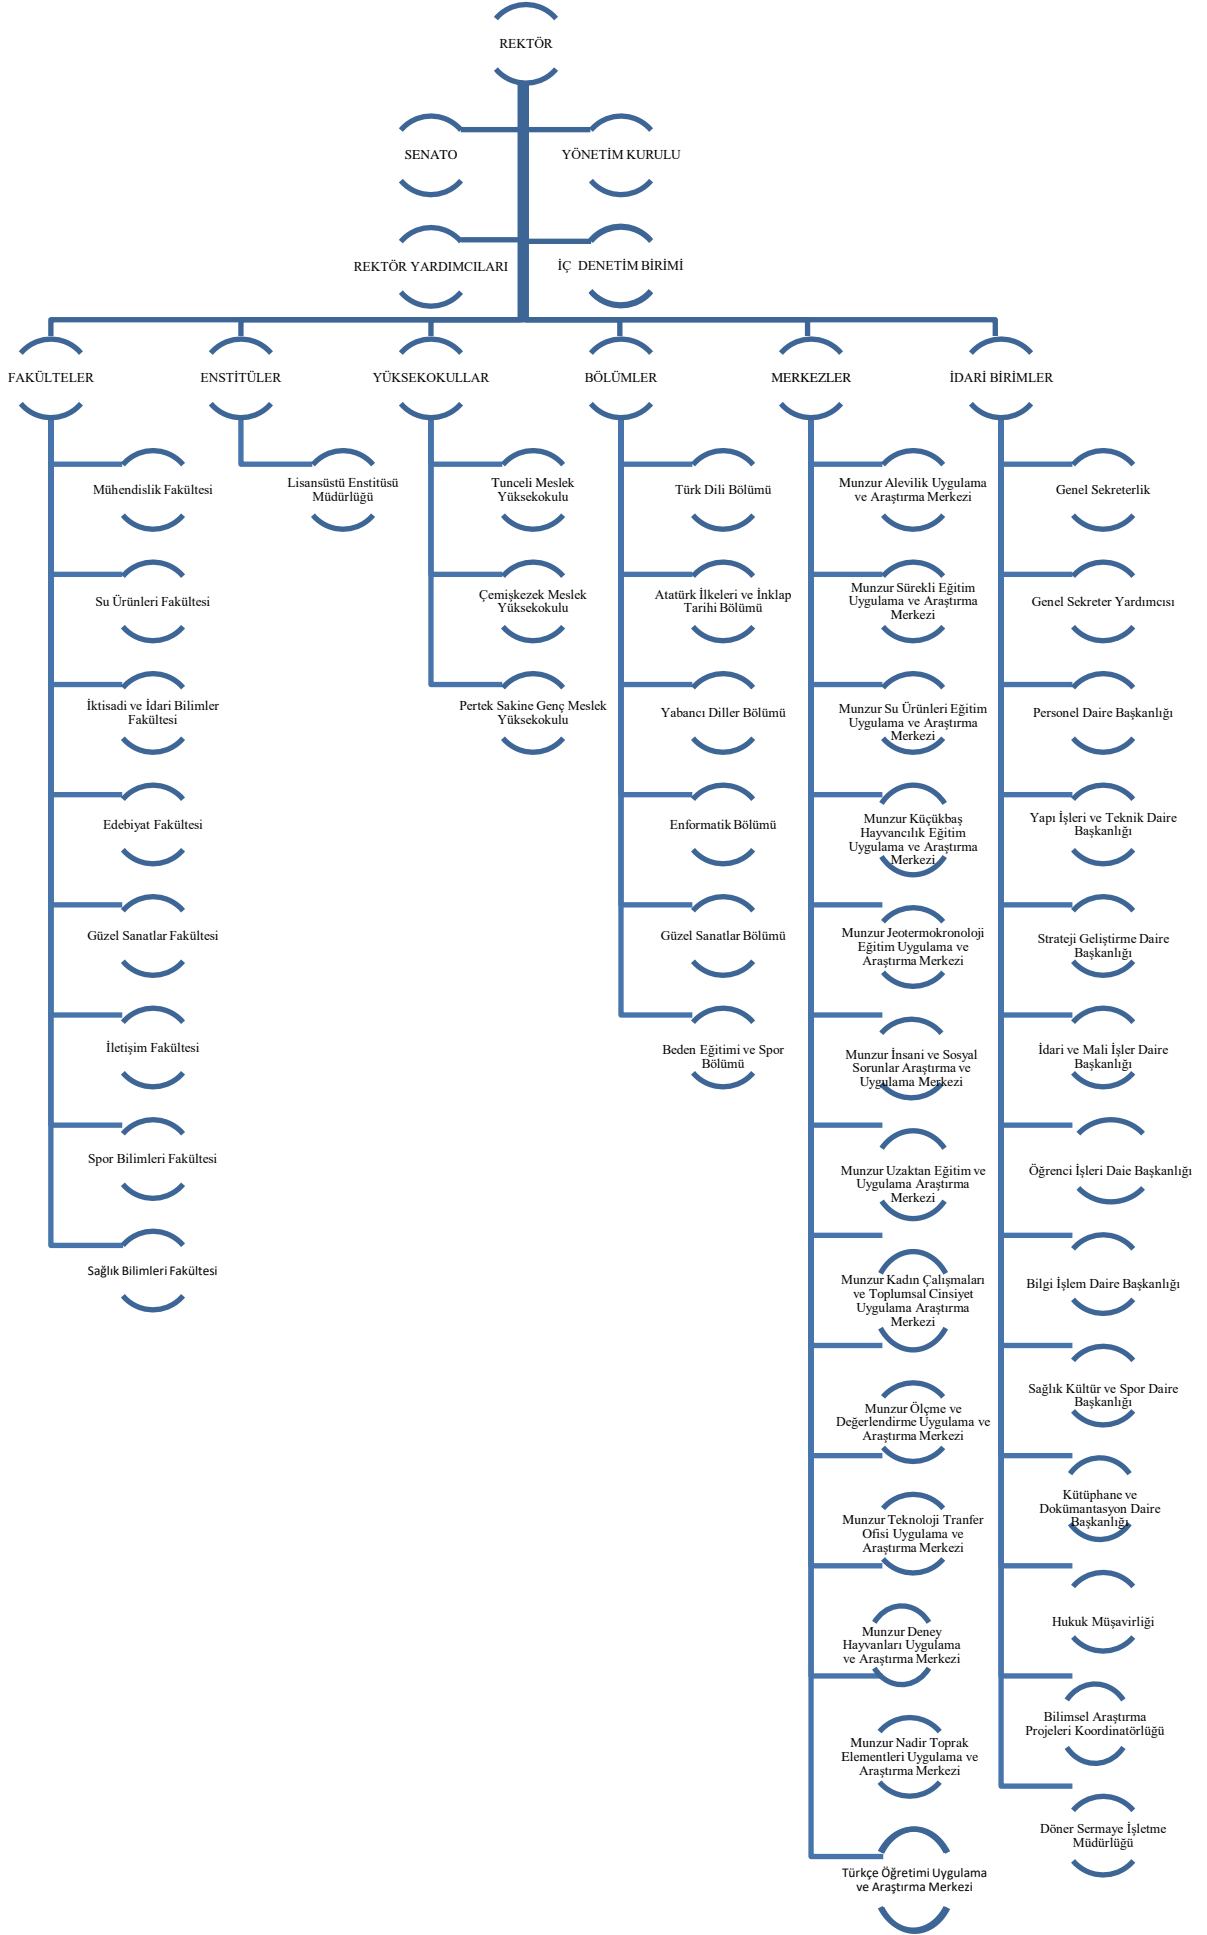 REKTÖR
SENATO
YÖNETİM KURULU
REKTÖR YARDIMCILARI
İÇ DENETİM BİRİMİ
FAKÜLTELER
ENSTİTÜLER
YÜKSEKOKULLAR
BÖLÜMLER
MERKEZLER
İDARİ BİRİMLER
Mühendislik Fakültesi
Su Ürünleri Fakültesi
İktisadi ve İdari Bilimler
Fakültesi
Edebiyat Fakültesi
Güzel Sanatlar Fakültesi
İletişim Fakültesi
Spor Bilimleri Fakültesi
Sağlık Bilimleri Fakültesi
Lisansüstü Enstitüsü
Müdürlüğü
Tunceli Meslek
Yüksekokulu
Çemişkezek Meslek
Yüksekokulu
Pertek Sakine Genç Meslek
Yüksekokulu
Türk Dili Bölümü
Atatürk İlkeleri ve İnklap
Tarihi Bölümü
Yabancı Diller Bölümü
Enformatik Bölümü
Güzel Sanatlar Bölümü
Beden Eğitimi ve Spor
Bölümü
Munzur Alevilik Uygulama
ve Araştırma Merkezi
Munzur Sürekli Eğitim
Uygulama ve Araştırma
Merkezi
Munzur Su Ürünleri Eğitim
Uygulama ve Araştırma
Merkezi
Munzur Küçükbaş
Hayvancılık Eğitim
Uygulama ve Araştırma
Merkezi
Munzur Jeotermokronoloji
Eğitim Uygulama ve
Araştırma Merkezi
Munzur İnsani ve Sosyal
Sorunlar Araştırma ve
Uygulama Merkezi
Munzur Uzaktan Eğitim ve
Uygulama Araştırma
Merkezi
Munzur Kadın Çalışmaları
ve Toplumsal Cinsiyet
Uygulama Araştırma
Merkezi
Munzur Ölçme ve
Değerlendirme Uygulama ve
Araştırma Merkezi
Munzur Teknoloji Tranfer
Ofisi Uygulama ve
Araştırma Merkezi
Munzur Deney
Hayvanları Uygulama
ve Araştırma Merkezi
Munzur Nadir Toprak
Elementleri Uygulama ve
Araştırma Merkezi
Türkçe Öğretimi Uygulama
ve Araştırma Merkezi
Genel Sekreterlik
Genel Sekreter Yardımcısı
Personel Daire Başkanlığı
Yapı İşleri ve Teknik Daire
Başkanlığı
Strateji Geliştirme Daire
Başkanlığı
İdari ve Mali İşler Daire
Başkanlığı
Öğrenci İşleri Daie Başkanlığı
Bilgi İşlem Daire Başkanlığı
Sağlık Kültür ve Spor Daire
Başkanlığı
Kütüphane ve
Dokümantasyon Daire
Başkanlığı
Hukuk Müşavirliği
Bilimsel Araştırma
Projeleri Koordinatörlüğü
Döner Sermaye İşletme
Müdürlüğü